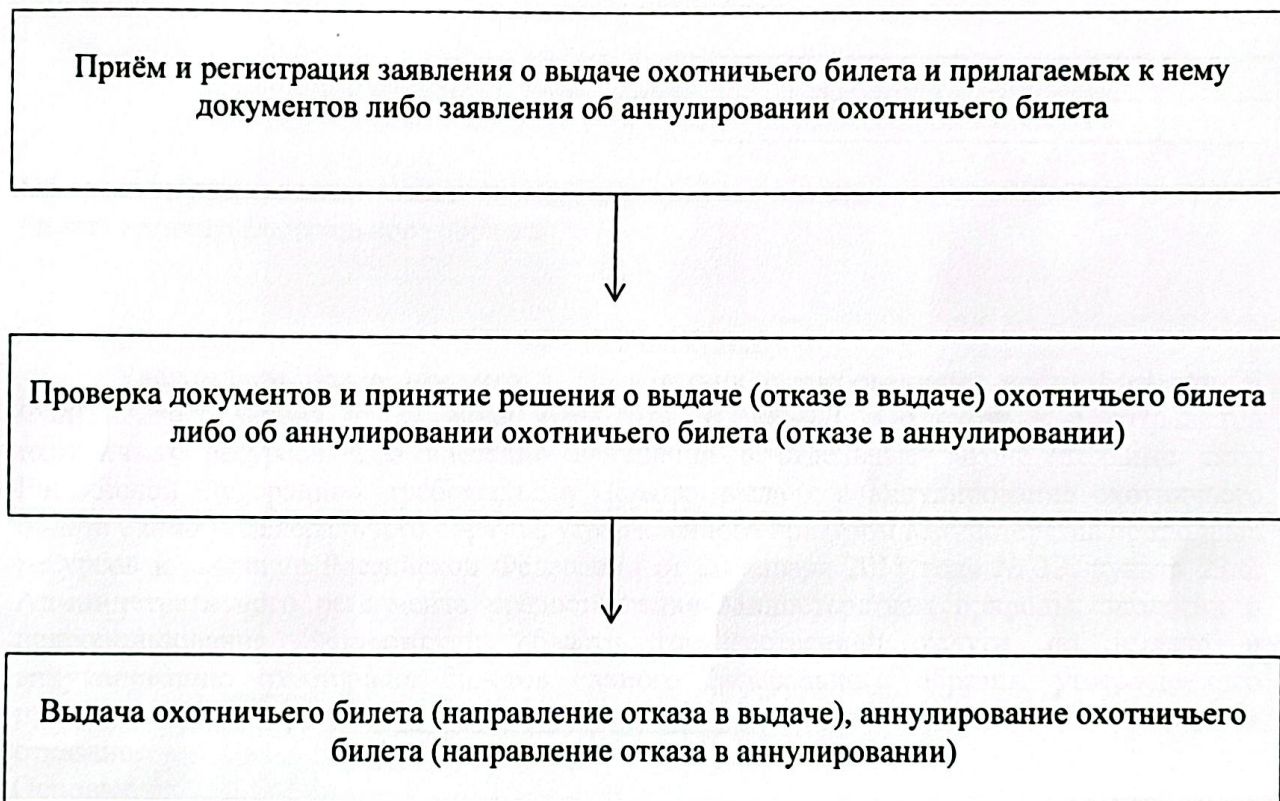 Приём и регистрация заявления о выдаче охотничьего билета и прилагаемых к нему
документов либо заявления об аннулировании охотничьего билета
Проверка документов и принятие решения о выдаче (отказе в выдаче) охотничьего билета
либо об аннулировании охотничьего билета (отказе в аннулировании)
Выдача охотничьего билета (направление отказа в выдаче), аннулирование охотничьего
билета (направление отказа в аннулировании)